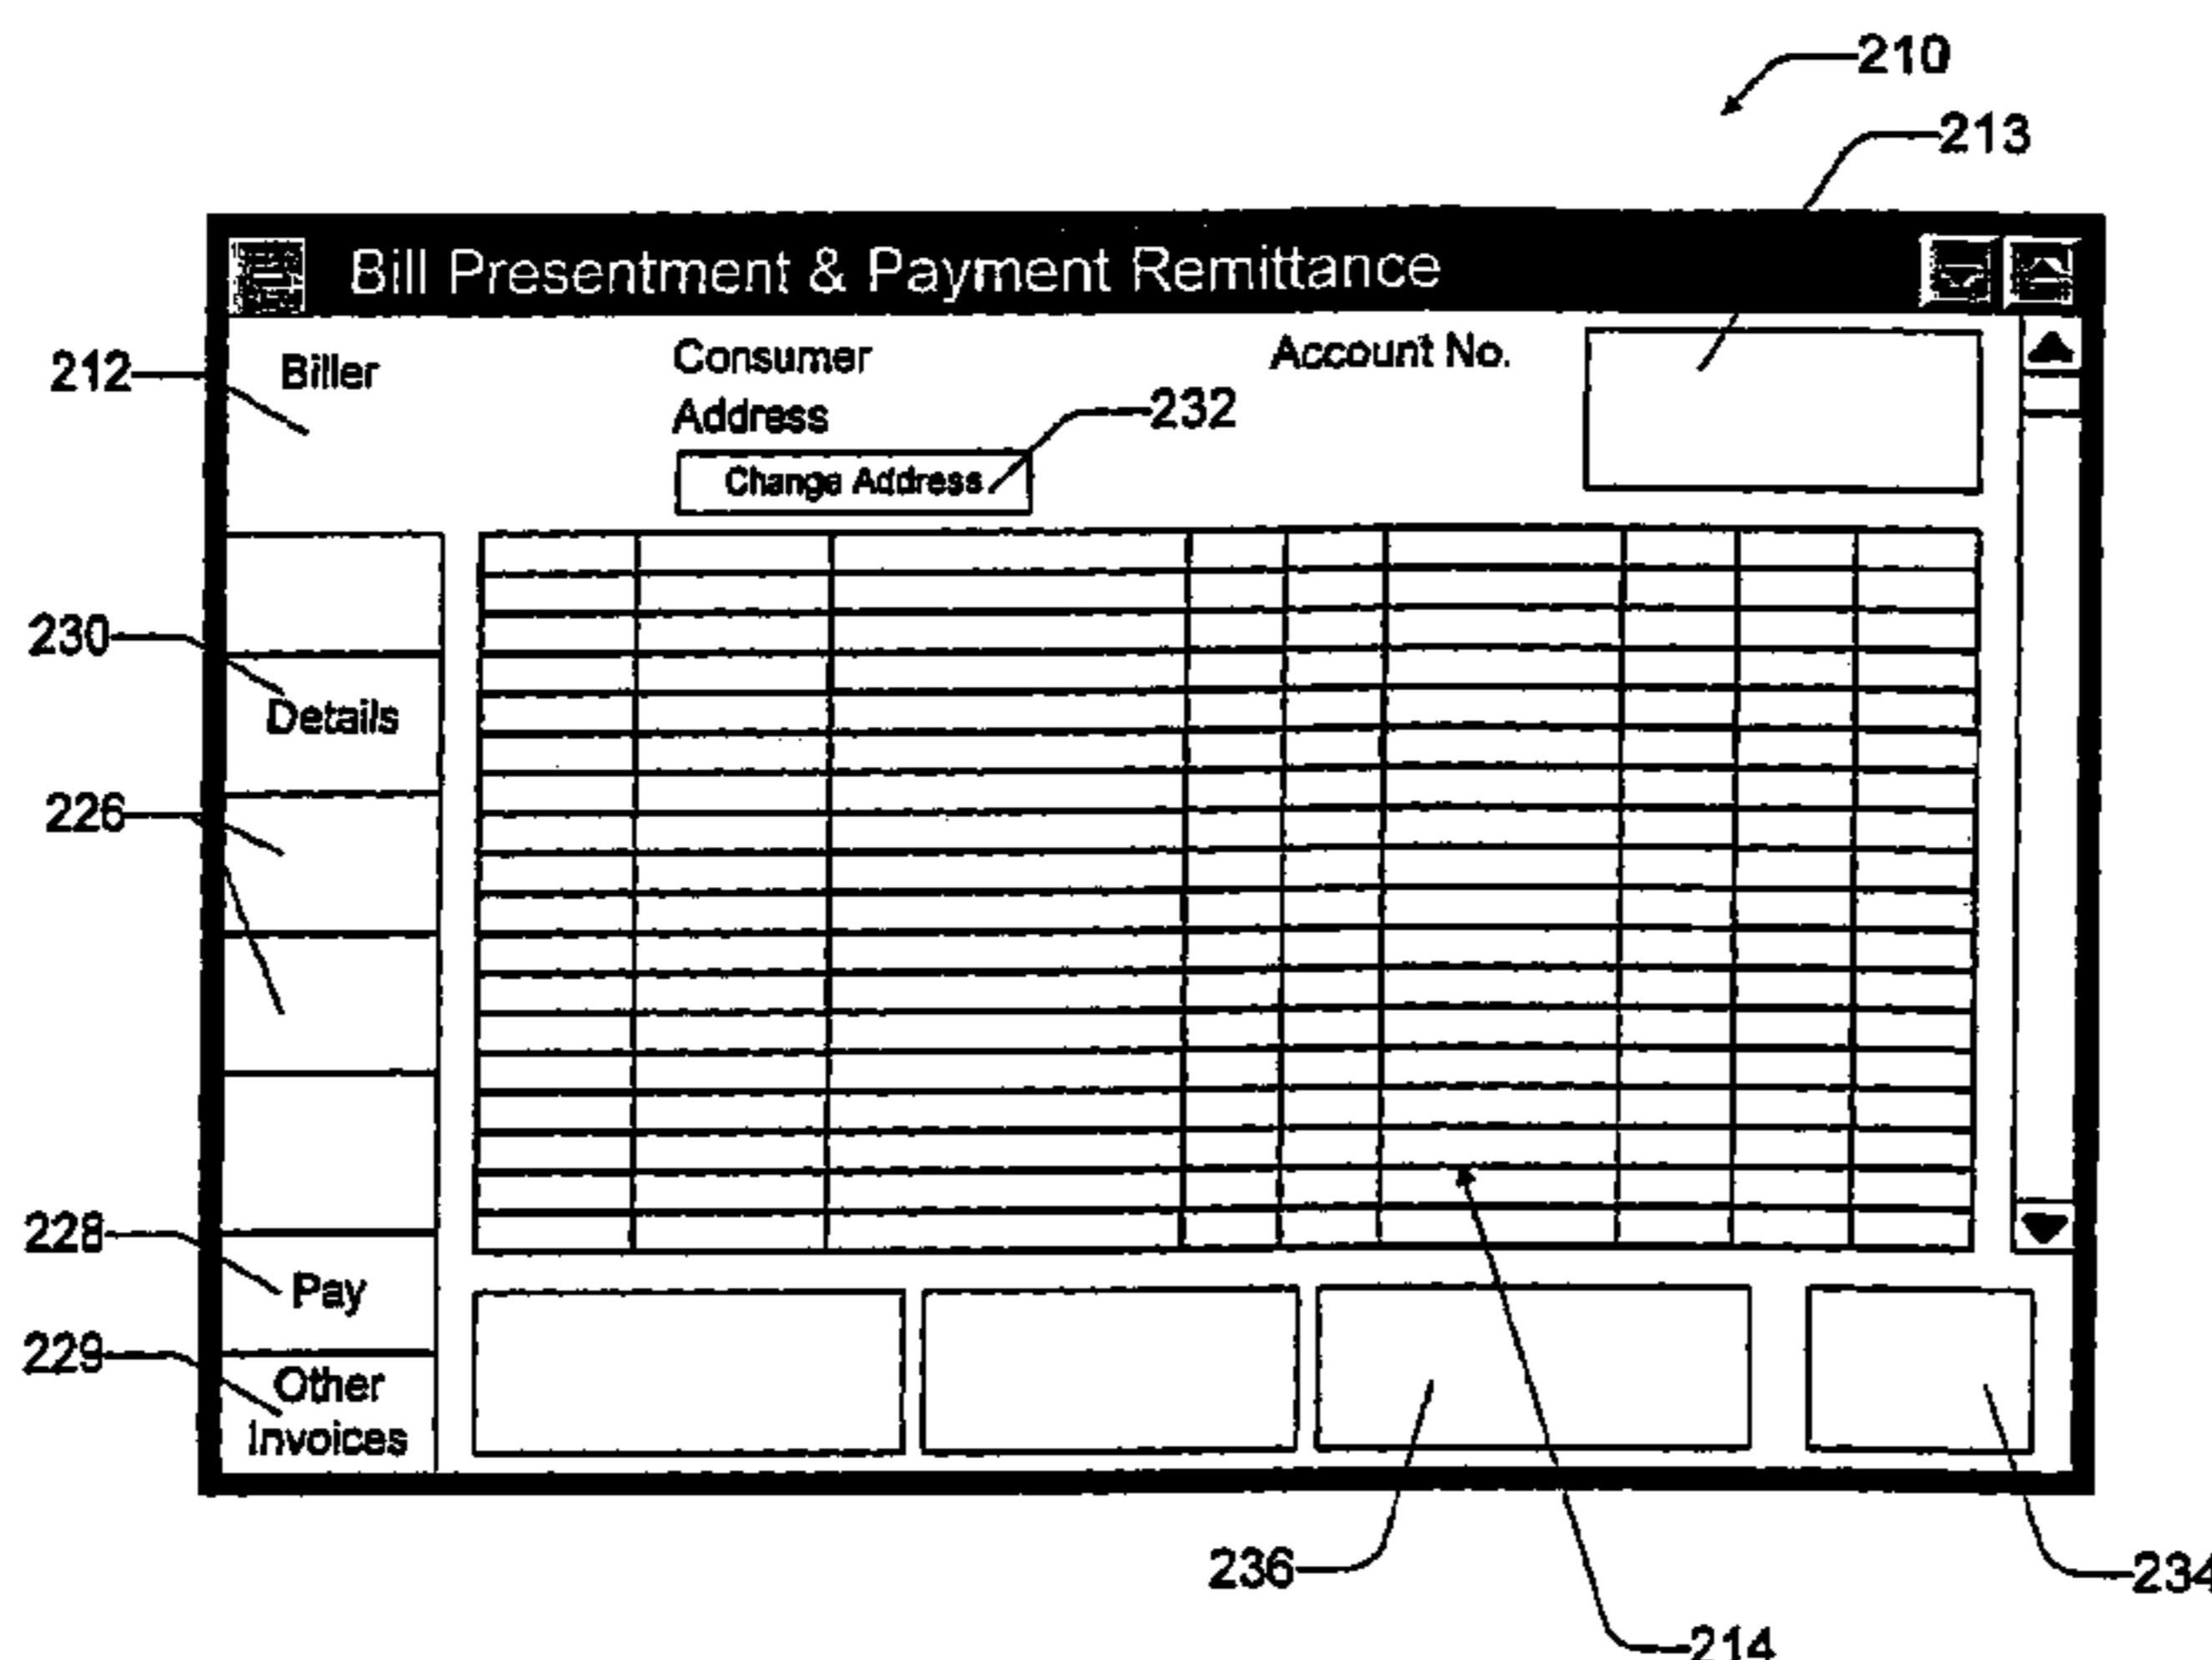 210
213
Bill Presentment & Payment Remittance
212
Biller
Consumer
Account No.
Address
232
Change Address
230
Details
226
228
Pay
229
Other
Invoices
236
234
214